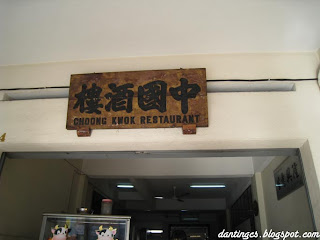 樓酒國中
CHOONG KWOK RESTAURANT
dantinges.blogspot.com